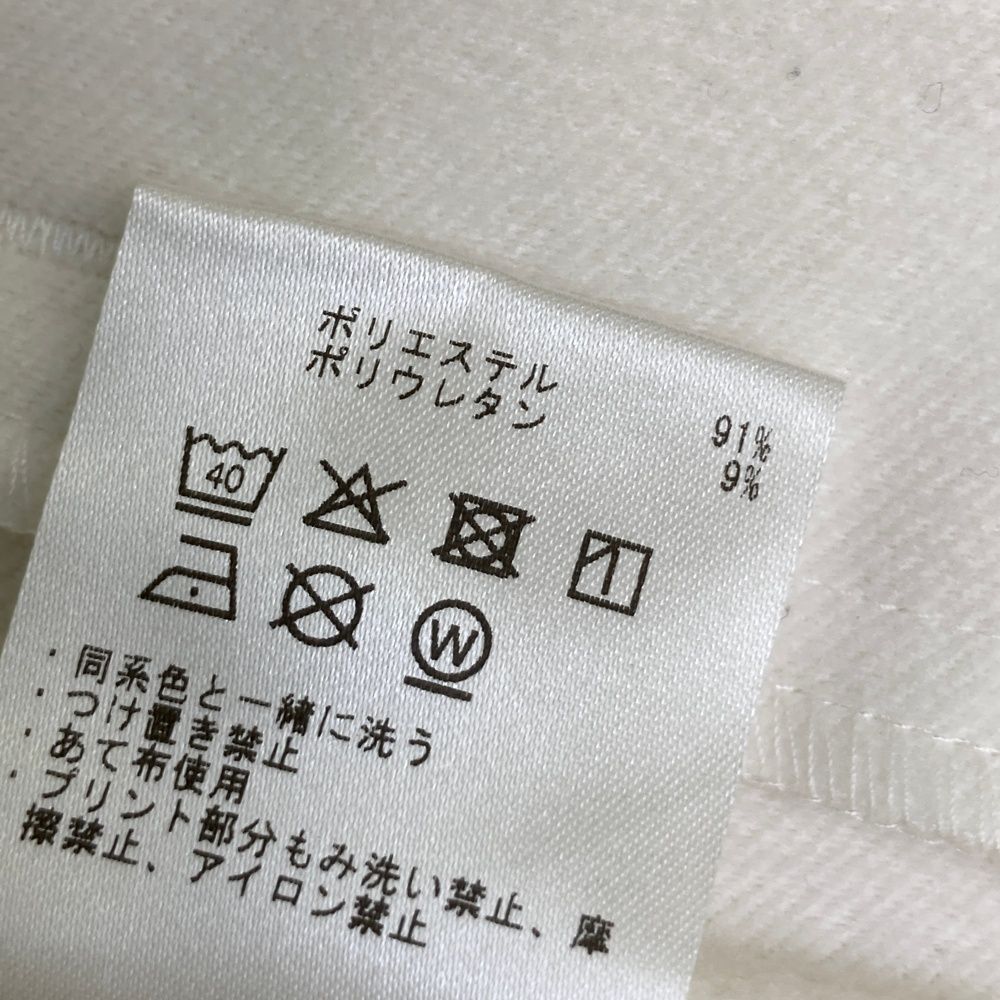 ポリエステル 91%
ポリウレタン 9%
40
W
・同系色と一緒に洗う
・つけ置き禁止
・あて布使用
・プリント部分もみ洗い禁止、摩
擦禁止、アイロン禁止